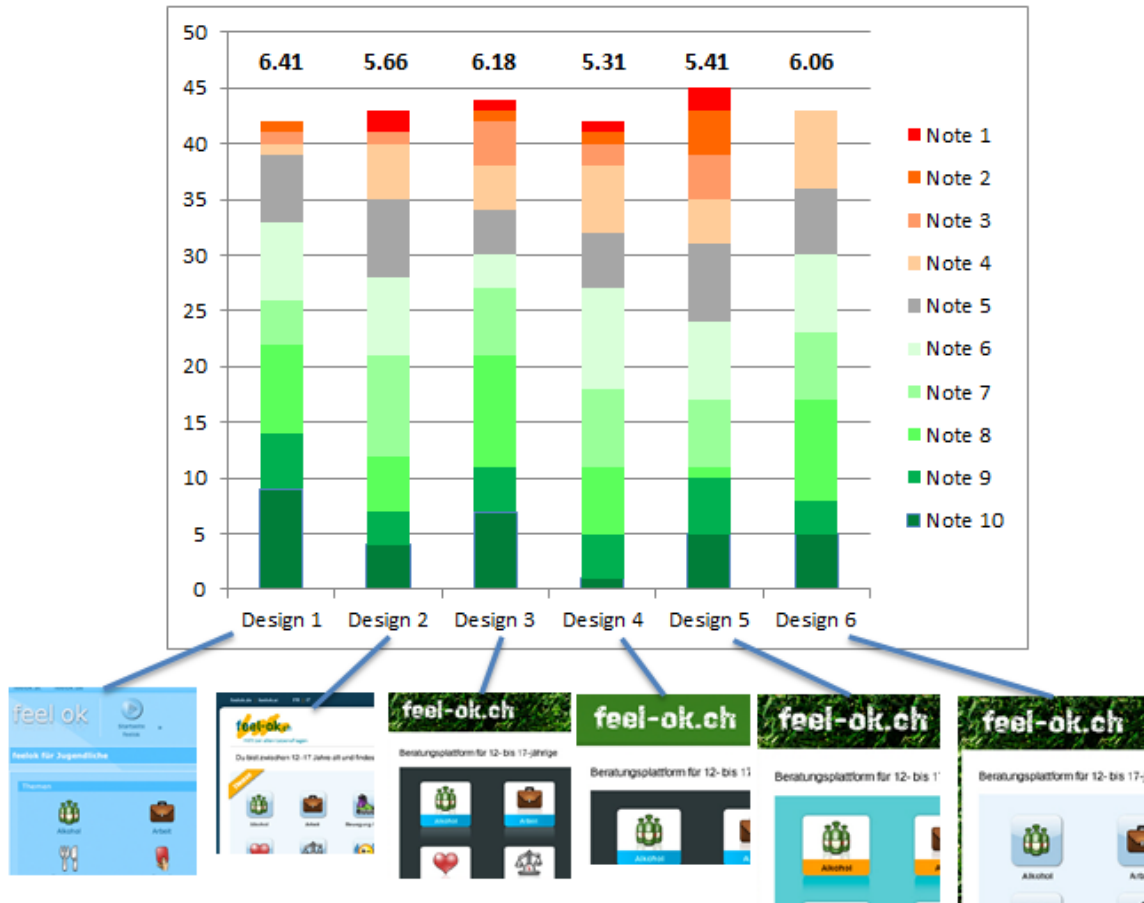 50
6.41 5.66 6.18 5.31 5.41 6.06
45
40
35
30
25
20
15
10
5
0
Note 1
Note 2
Note 3
Note 4
Note 5
Note 6
Note 7
Note 8
Note 9
Note 10
Design 1 Design 2 Design 3 Design 4 Design 5 Design 6
feel ok
Startseite
feelok
feelok für Jugendliche
Themen
Alkohol Arbeit
feel-ok.
Du bist zwischen 12-17 Jahre alt und findest
Alkohol Arbeit Bewegung
feel-ok.ch
Beratungsplattform für 12- bis 17-jährige
Alkohol Arbeit
feel-ok.ch
Beratungsplattform für 12- bis 17
Alkohol A
feel-ok.ch
Beratungsplattform für 12- bis 1
Alkohol
feel-ok.ch
Beratungsplattform für 12- bis 17-j
Alkohol Arb